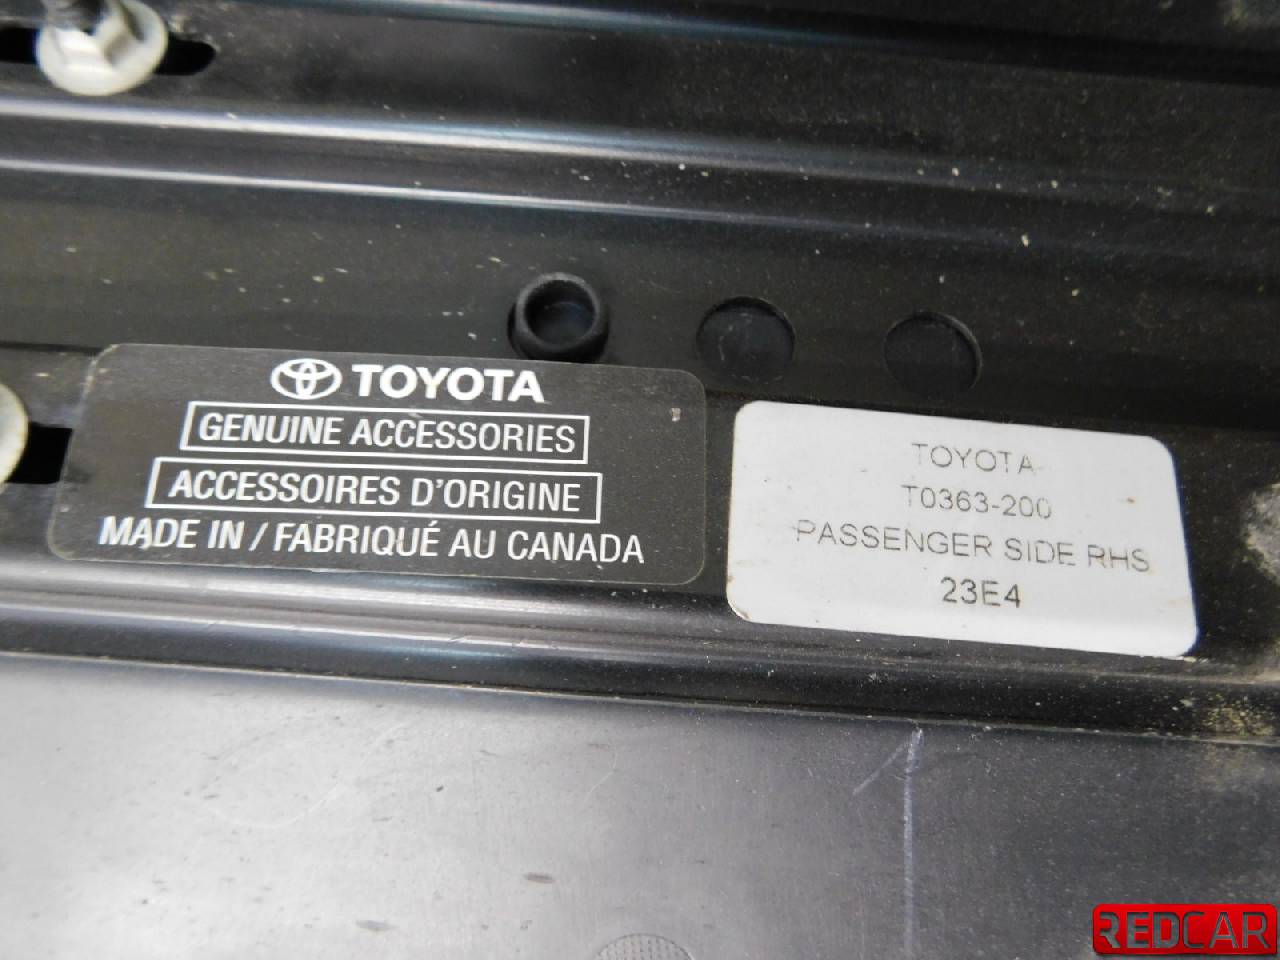 TOYOTA
GENUINE ACCESSORIES
ACCESSOIRES D'ORIGINE
MADE IN / FABRIQUÉ AU CANADA
TOYOTA
T0363-200
PASSENGER SIDE RHS
23E4
REDCAR